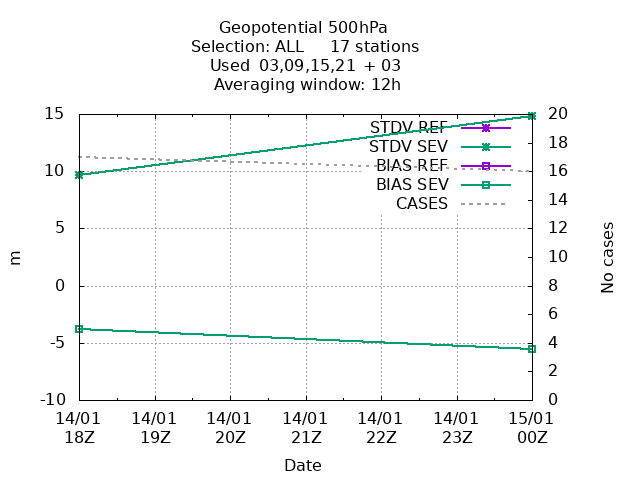 Geopotential 500hPa
Selection: ALL 17 stations
Used 03,09,15,21 + 03
Averaging window: 12h
STDV REF
STDV SEV
BIAS REF
BIAS SEV
CASES
15
10
5
0
-5
-10
m
20
18
16
14
12
10
8
6
4
2
0
No cases
14/01 14/01 14/01 14/01 14/01 14/01 15/01
18Z 19Z 20Z 21Z 22Z 23Z 00Z
Date